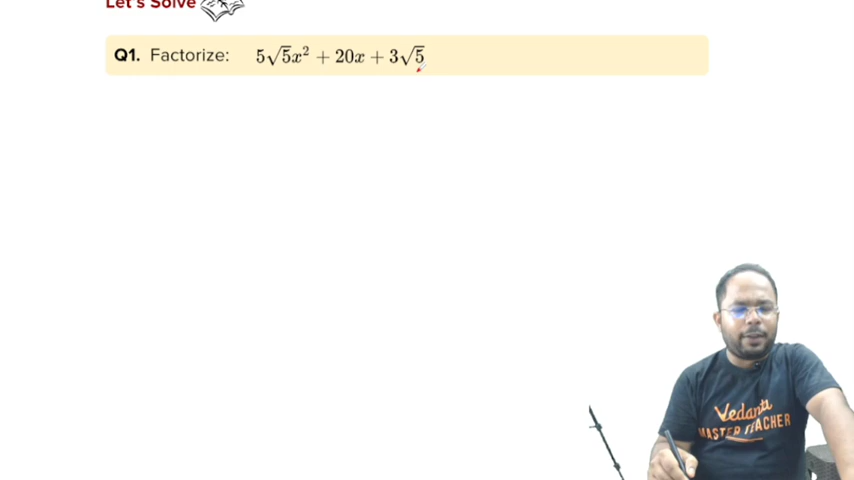 Let's Solve
Q1. Factorize: 5√5x² + 20x + 3√5
Vedantu
MASTER TEACHER